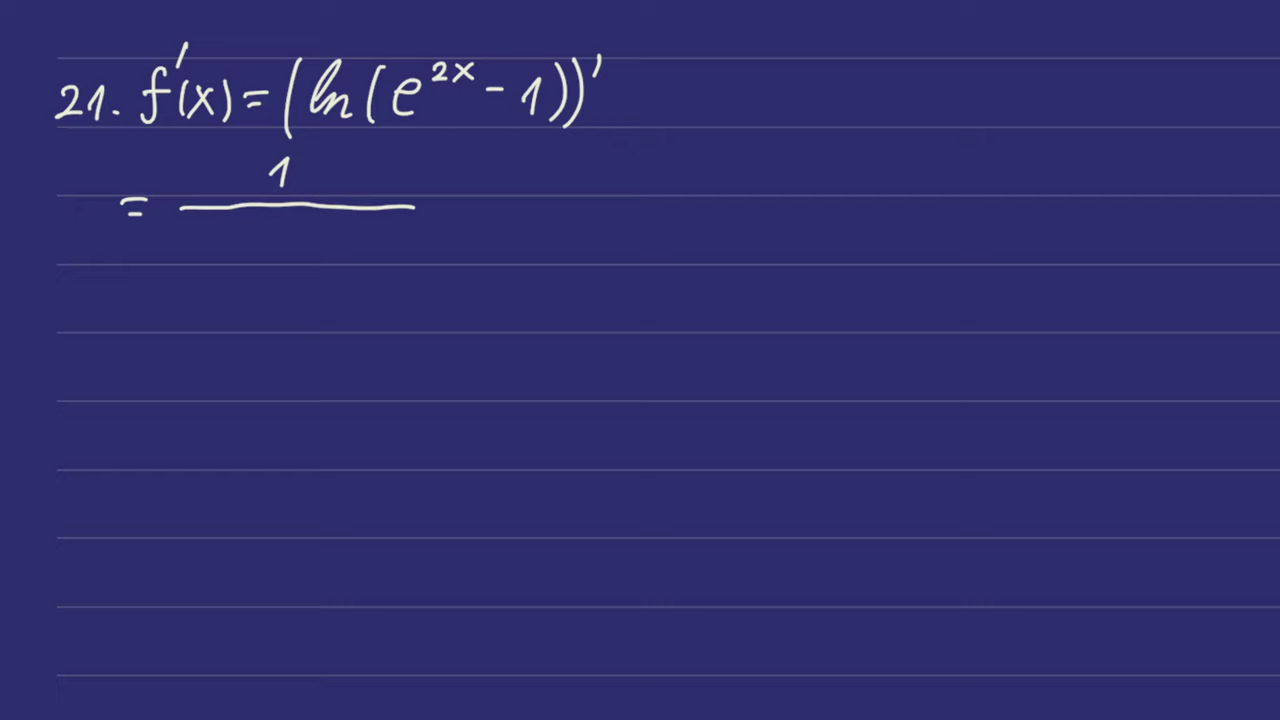 21. f'(x) = (ln(e^{2x} - 1))'
= 1/